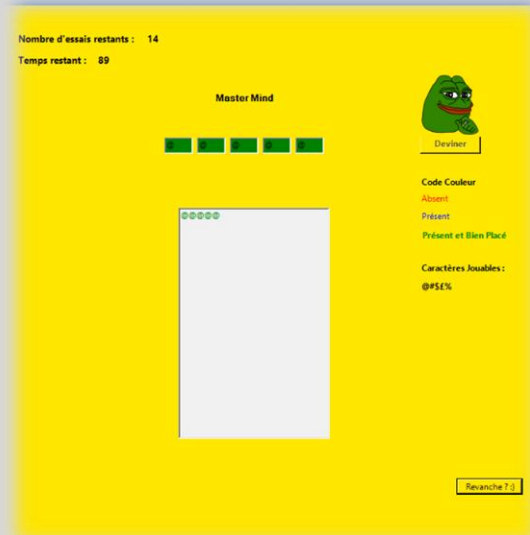 Nombre d'essais restants : 14
Temps restant : 89
Master Mind
@ @ @ @ @
Deviner
@@@@@
Code Couleur
Absent
Présent
Présent et Bien Placé
Caractères Jouables :
@#$£%
Revanche ? :)